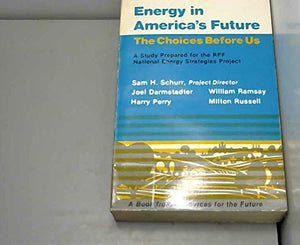 Energy in
America's Future
The Choices Before Us
A Study Prepared for the RFF
National Energy Strategies Project
Sam H. Schurr, Project Director
Joel Darmstadter William Ramsay
Harry Perry Milton Russell
A Book from Resources for the Future